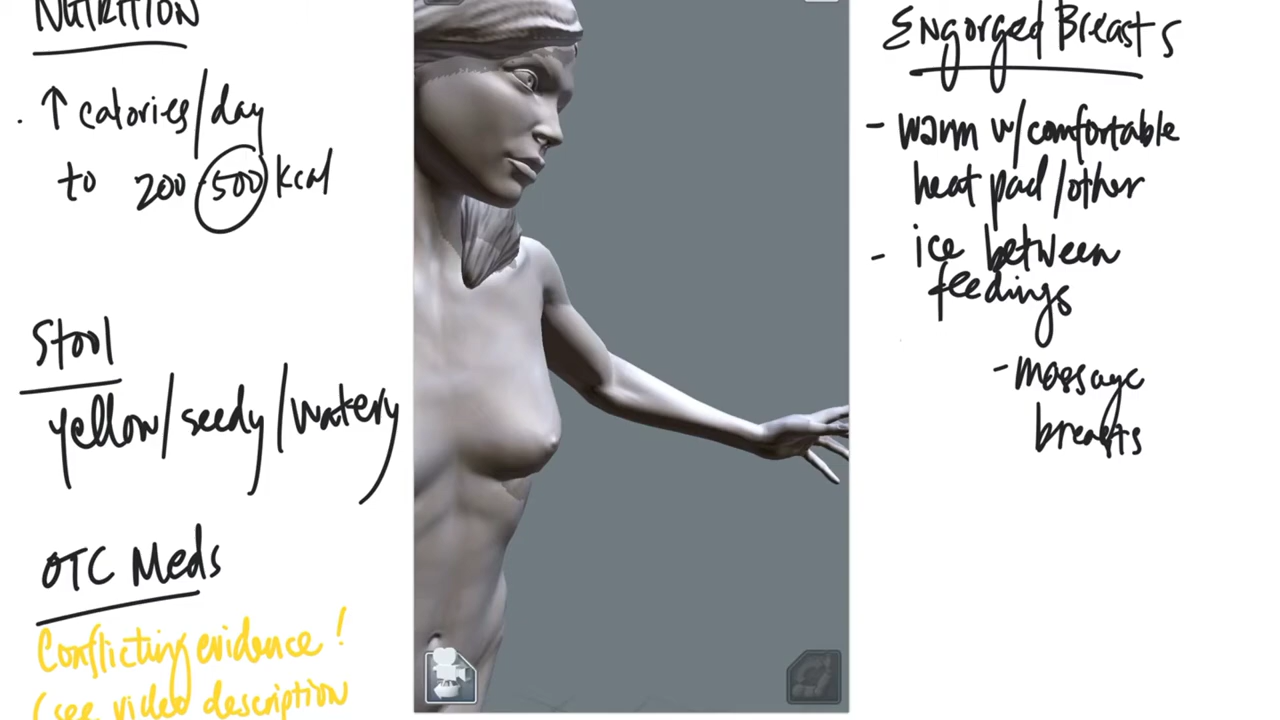 NUTRITION
. ↑ calories/day
to 200-500 kcal
Stool
yellow/seedy/watery
OTC Meds
Conflicting evidence!
(see video description
Engorged Breasts
- warm w/comfortable
heat pad/other
- ice between
feedings
- massage
breasts